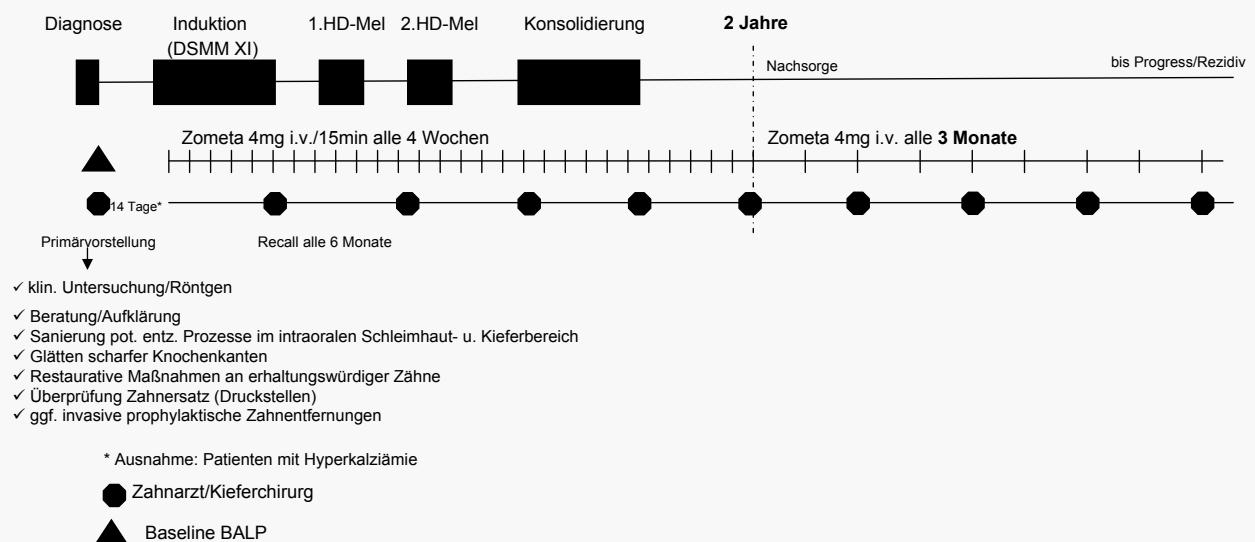 Diagnose
Induktion
(DSMM XI)
1.HD-Mel
2.HD-Mel
Konsolidierung
2 Jahre
Nachsorge
bis Progress/Rezidiv
Zometa 4mg i.v./15min alle 4 Wochen
Zometa 4mg i.v. alle 3 Monate
14 Tage*
Primärvorstellung
Recall alle 6 Monate
✓ klin. Untersuchung/Röntgen
✓ Beratung/Aufklärung
✓ Sanierung pot. entz. Prozesse im intraoralen Schleimhaut- u. Kieferbereich
✓ Glätten scharfer Knochenkanten
✓ Restaurative Maßnahmen an erhaltungswürdiger Zähne
✓ Überprüfung Zahnersatz (Druckstellen)
✓ ggf. invasive prophylaktische Zahnentfernungen
* Ausnahme: Patienten mit Hyperkalziämie
Zahnarzt/Kieferchirurg
Baseline BALP